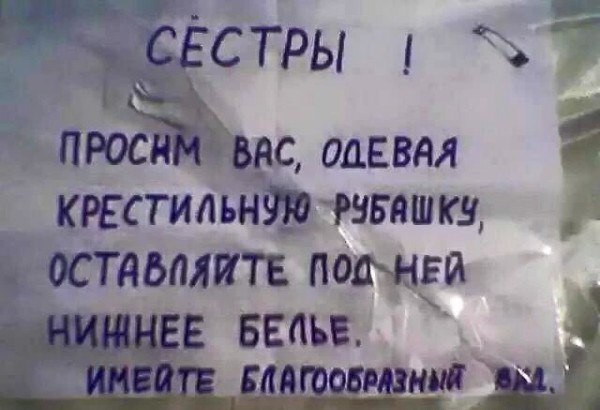 СЁСТРЫ !
ПРОСИМ ВАС, ОДЕВАЯ
КРЕСТИЛЬНУЮ РУБАШКУ,
ОСТАВЛЯЙТЕ ПОД НЕЙ
НИЖНЕЕ БЕЛЬЕ.
ИМЕЙТЕ БЛАГООБРАЗНЫЙ ВИД.